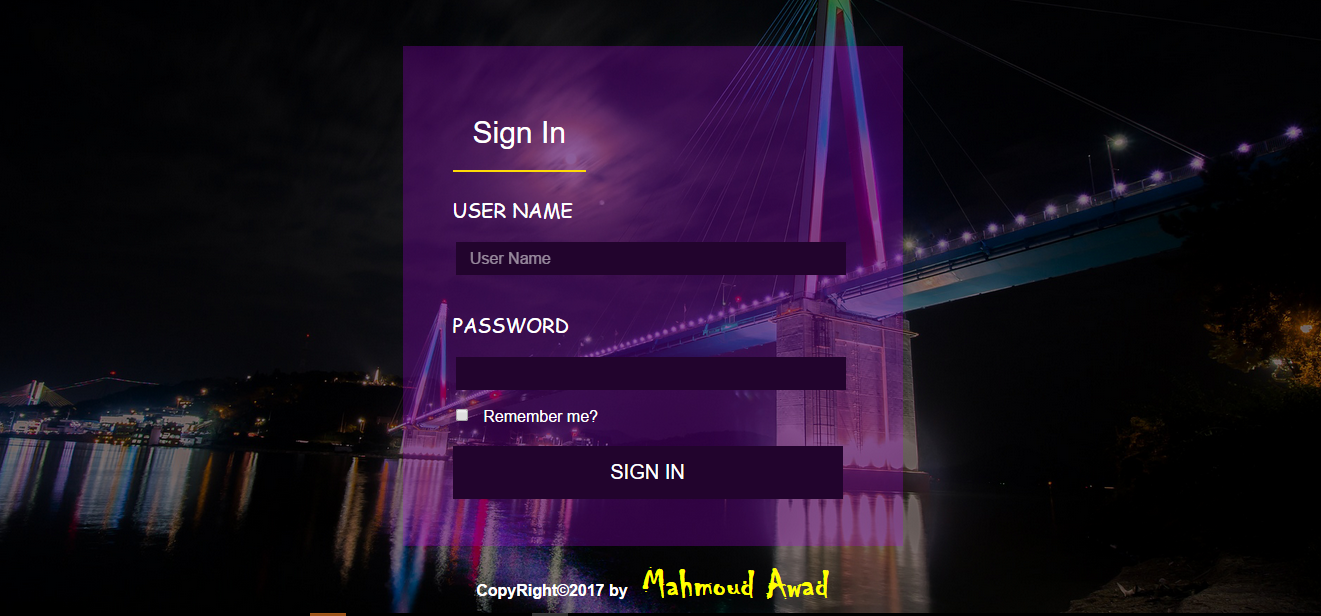 Sign In
USER NAME
User Name
PASSWORD
Remember me?
SIGN IN
CopyRight©2017 by Mahmoud Awad